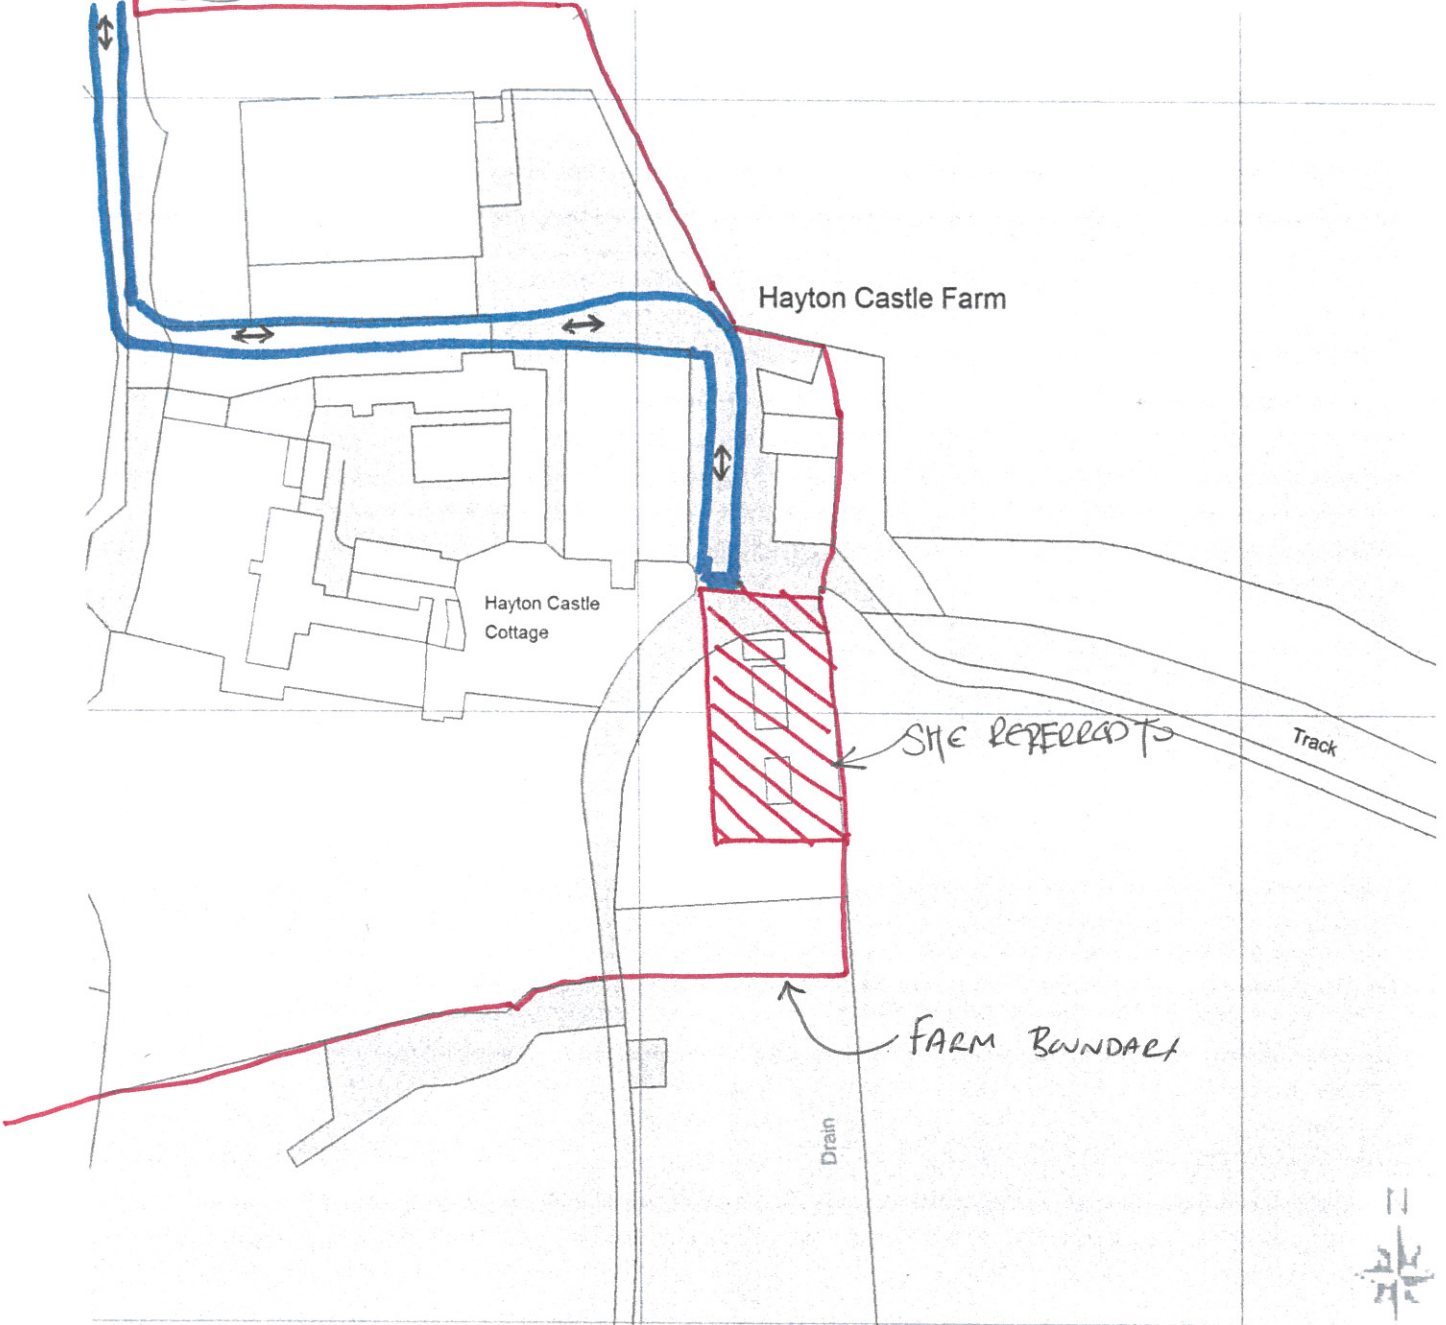 Hayton Castle Farm
Hayton Castle
Cottage
SITE REFERRED TO
Track
FARM BOUNDARY
Drain
N